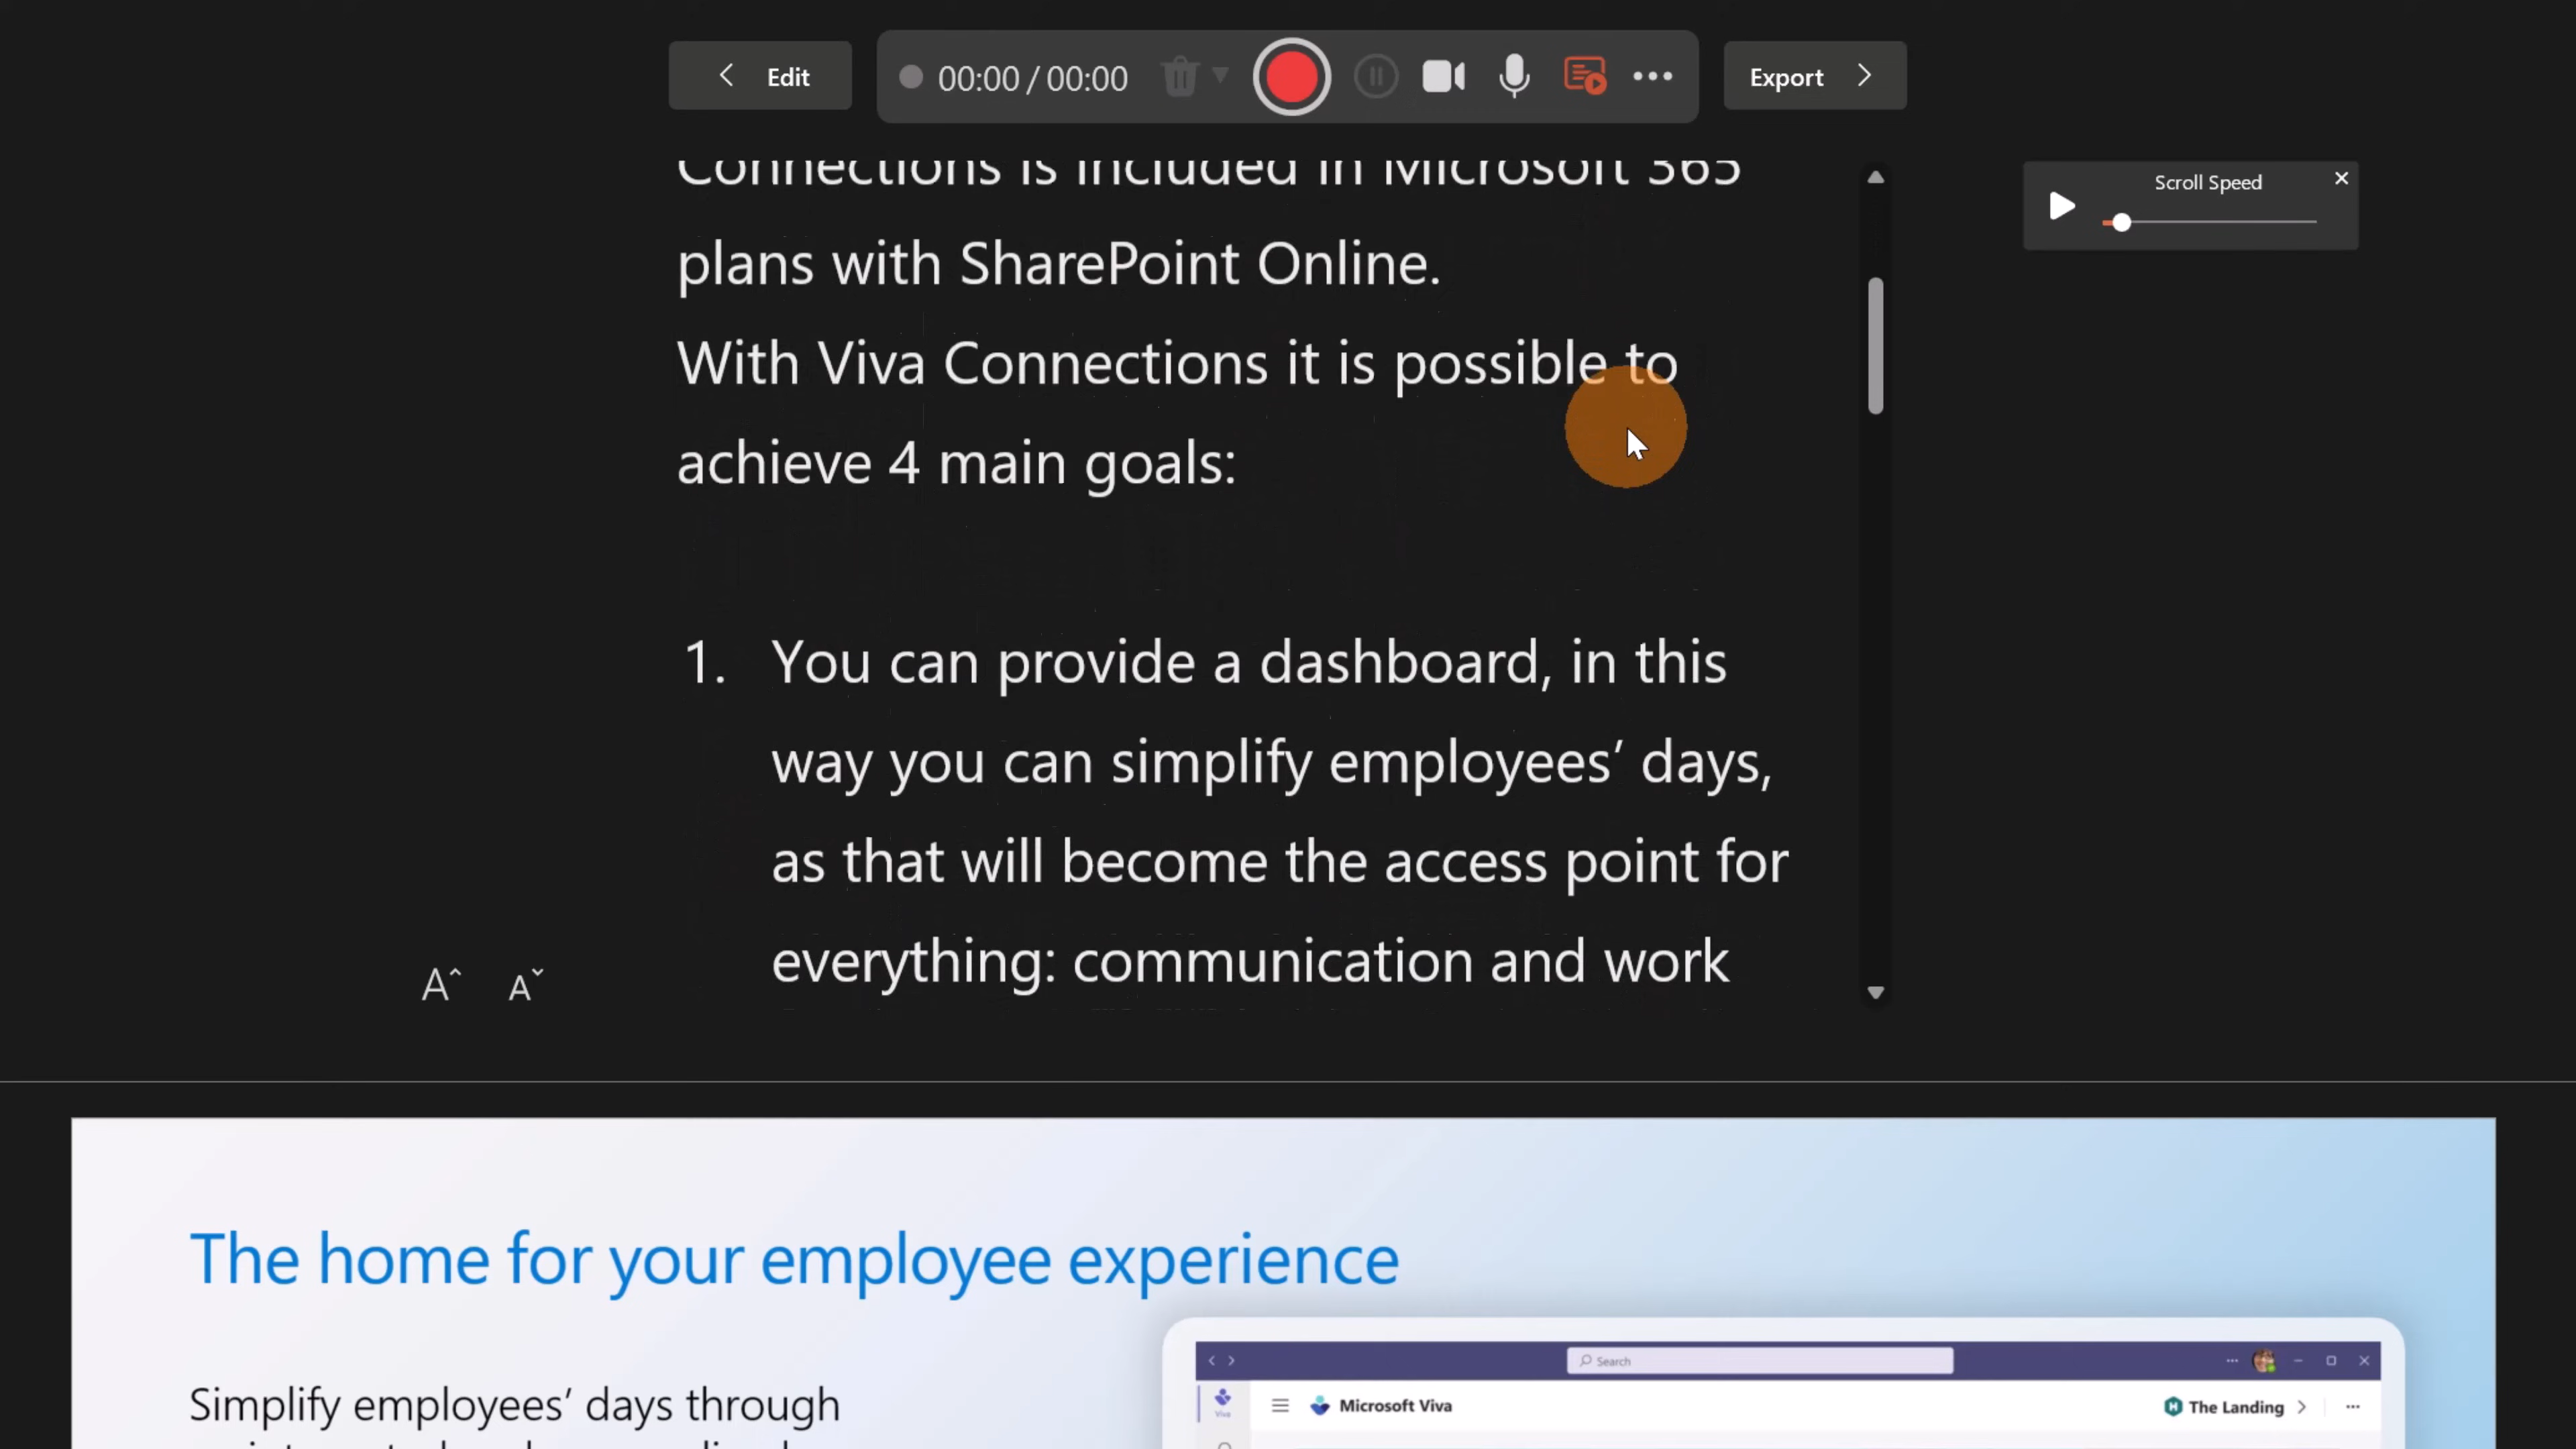 Edit
00:00 / 00:00
Export
Connections is included in Microsoft 365
plans with SharePoint Online.
With Viva Connections it is possible to
achieve 4 main goals:
1. You can provide a dashboard, in this
way you can simplify employees’ days,
as that will become the access point for
everything: communication and work
Scroll Speed
A A
The home for your employee experience
Simplify employees’ days through
Search
Viva
Microsoft Viva
The Landing